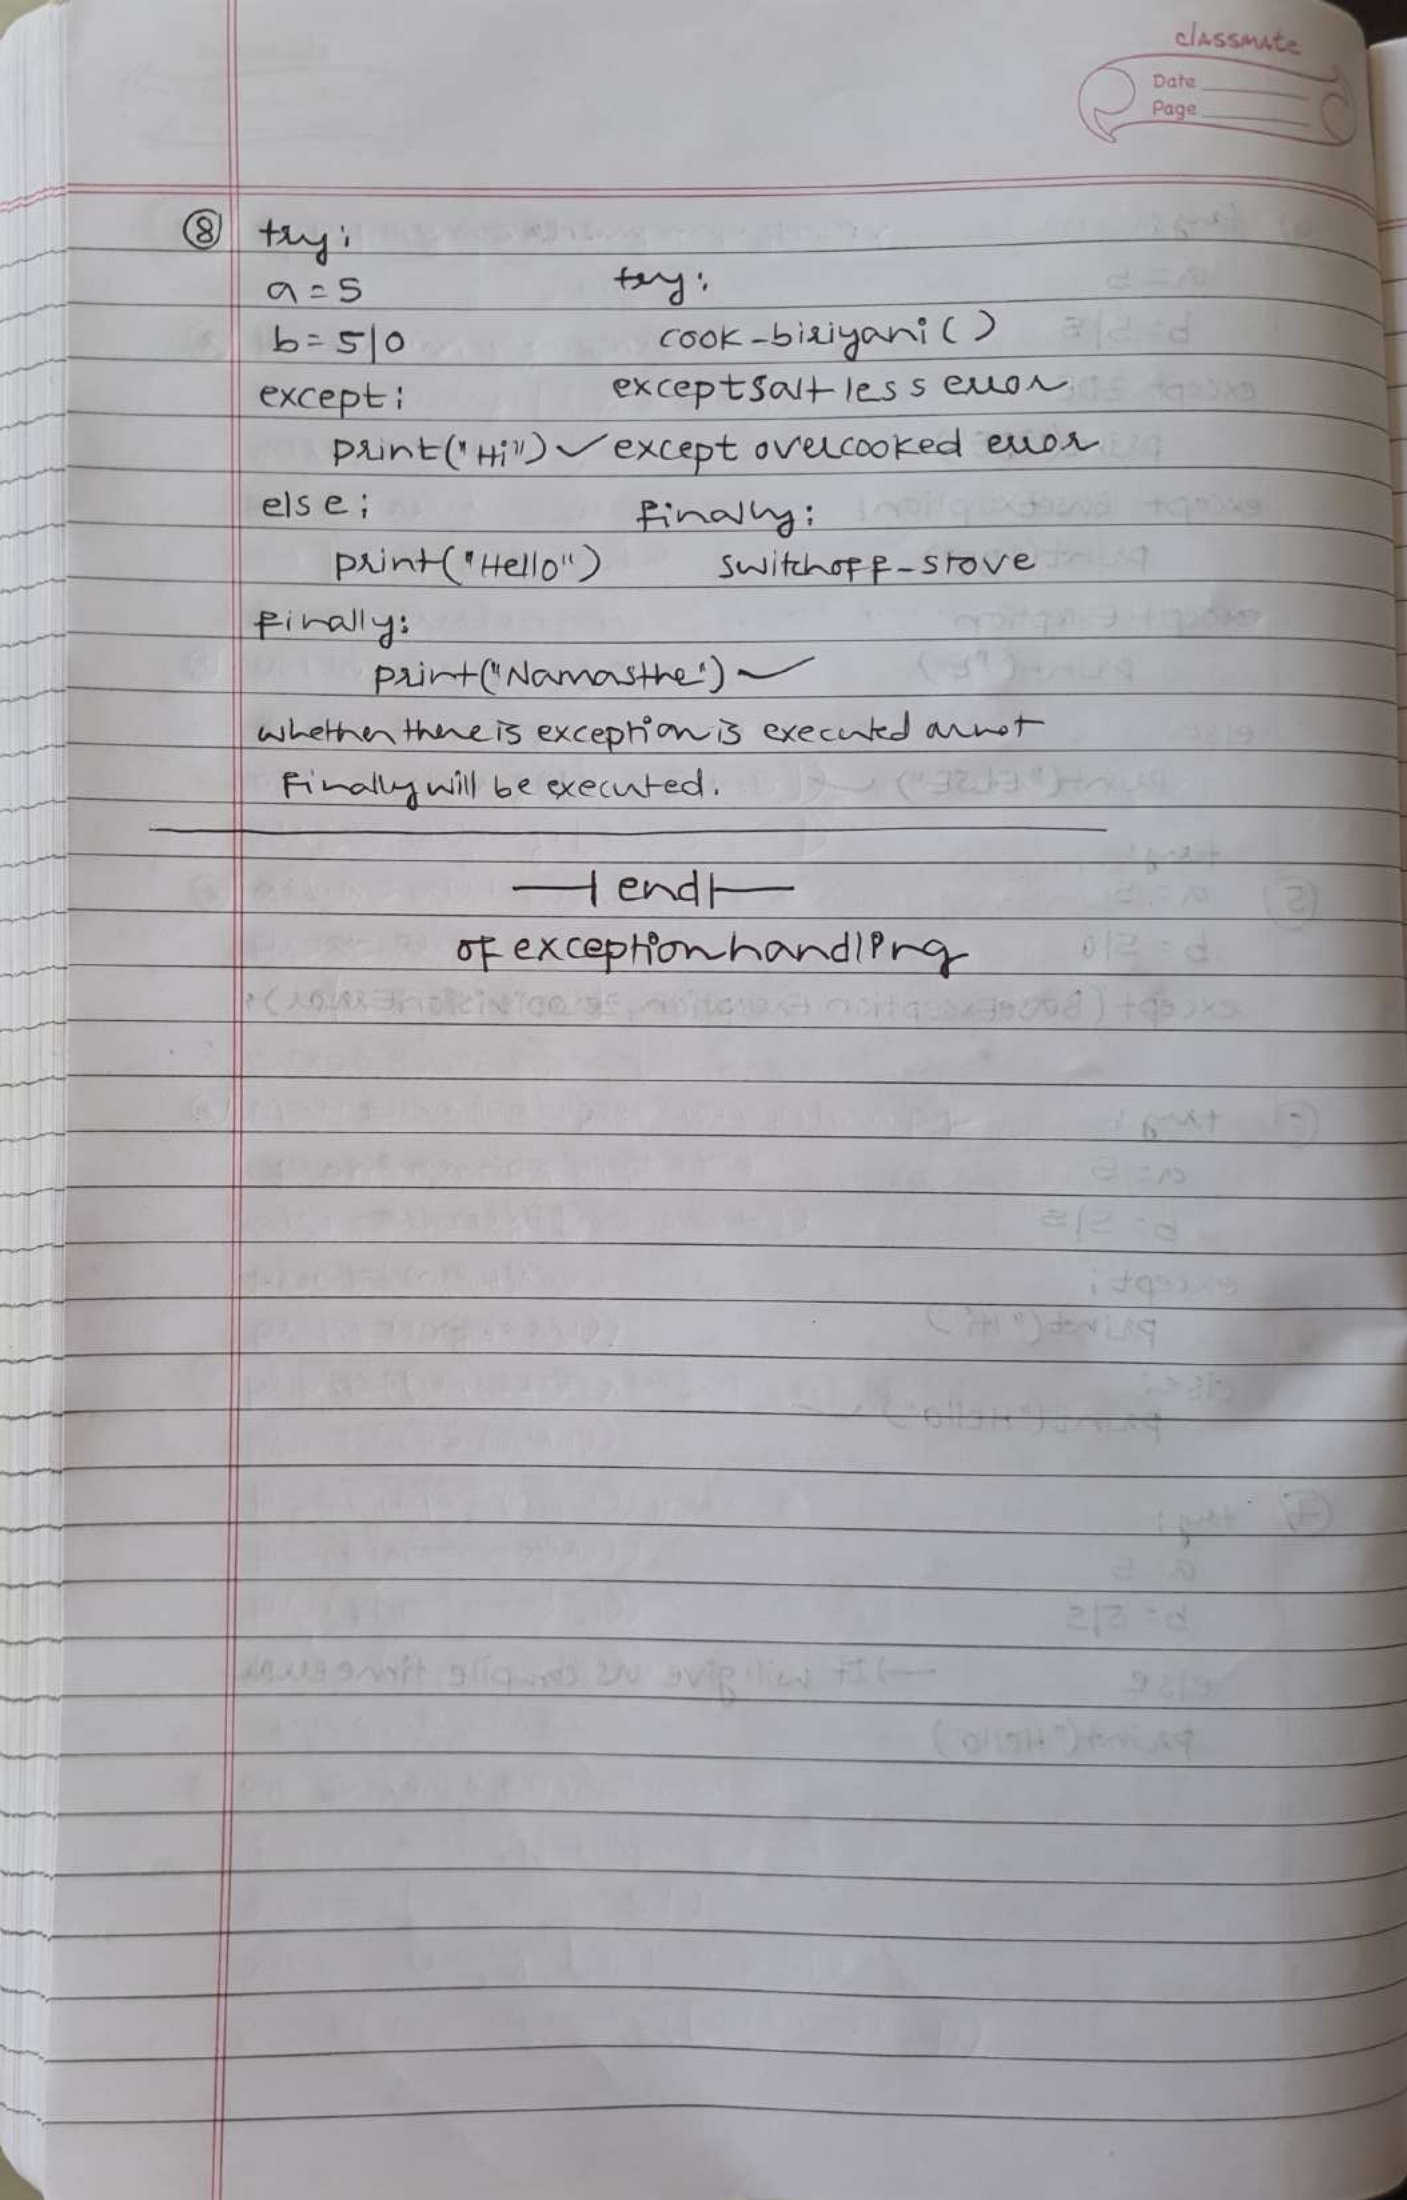 classmate
Date
Page
⑧ try:
a = 5
b = 5|0
except:
print("Hi") ✓
else:
print("Hello")
finally:
print("Namasthe") ✓
try:
cook-biriyani ( )
except saltless error
except overcooked error
finally:
switchoff-stove
whether there is exception is executed or not
finally will be executed.
end
of exception handling